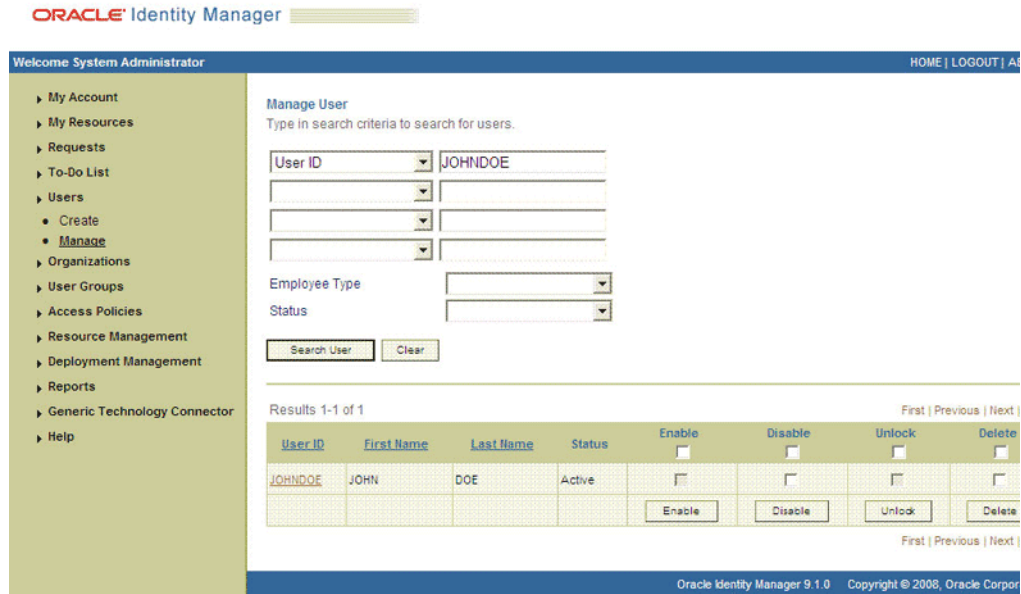 ORACLE Identity Manager
Welcome System Administrator
HOME | LOGOUT |
My Account
My Resources
Requests
To-Do List
Users
Create
Manage
Organizations
User Groups
Access Policies
Resource Management
Deployment Management
Reports
Generic Technology Connector
Help
Manage User
Type in search criteria to search for users.
User ID JOHNDOE
Employee Type
Status
Search User Clear
Results 1-1 of 1 First | Previous | Next |
User ID First Name Last Name Status Enable Disable Unlock Delete
JOHNDOE JOHN DOE Active
Enable Disable Unlock Delete
First | Previous | Next |
Oracle Identity Manager 9.1.0 Copyright © 2008, Oracle Corpor